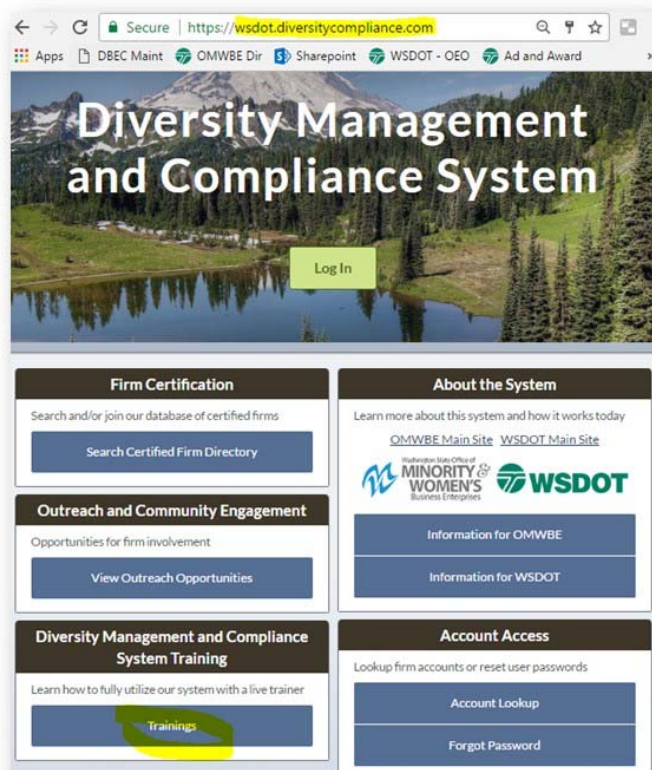 Secure | https://wsdot.diversitycompliance.com
Apps DBEC Maint OMWBE Dir Sharepoint WSDOT - OEO Ad and Award
Diversity Management
and Compliance System
Log In
Firm Certification
Search and/or join our database of certified firms
Search Certified Firm Directory
Outreach and Community Engagement
Opportunities for firm involvement
View Outreach Opportunities
Diversity Management and Compliance
System Training
Learn how to fully utilize our system with a live trainer
Trainings
About the System
Learn more about this system and how it works today
OMWBE Main Site WSDOT Main Site
Washington State Office of
MINORITY &
WOMEN'S
Business Enterprises
WSDOT
Information for OMWBE
Information for WSDOT
Account Access
Lookup firm accounts or reset user passwords
Account Lookup
Forgot Password